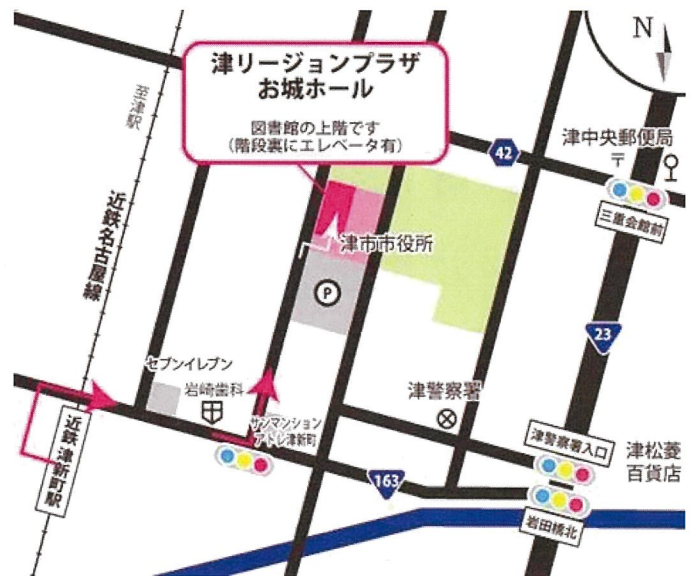 N
津リージョンプラザ
お城ホール
図書館の上階です
(階段裏にエレベータ有)
至津駅
42
津中央郵便局
〒
三重会館前
近鉄名古屋線
津市市役所
P
23
セブンイレブン
岩崎歯科
津警察署
サンマンション
アトレ津新町
津警察署入口
津松菱
百貨店
近鉄 津新町駅
163
岩田橋北